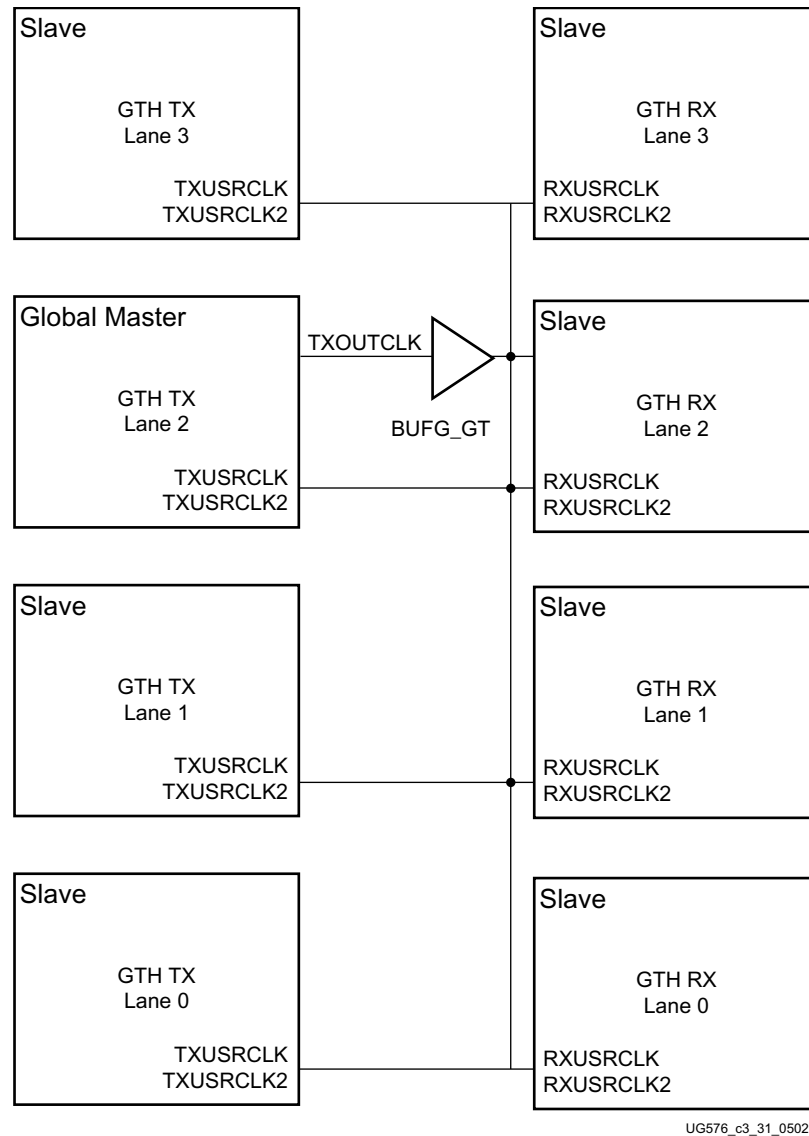 Slave
GTH TX
Lane 3
TXUSRCLK
TXUSRCLK2
Slave
GTH RX
Lane 3
RXUSRCLK
RXUSRCLK2
Global Master
GTH TX
Lane 2
TXOUTCLK
BUFG_GT
TXUSRCLK
TXUSRCLK2
Slave
GTH RX
Lane 2
RXUSRCLK
RXUSRCLK2
Slave
GTH TX
Lane 1
TXUSRCLK
TXUSRCLK2
Slave
GTH RX
Lane 1
RXUSRCLK
RXUSRCLK2
Slave
GTH TX
Lane 0
TXUSRCLK
TXUSRCLK2
Slave
GTH RX
Lane 0
RXUSRCLK
RXUSRCLK2
UG576_c3_31_0502